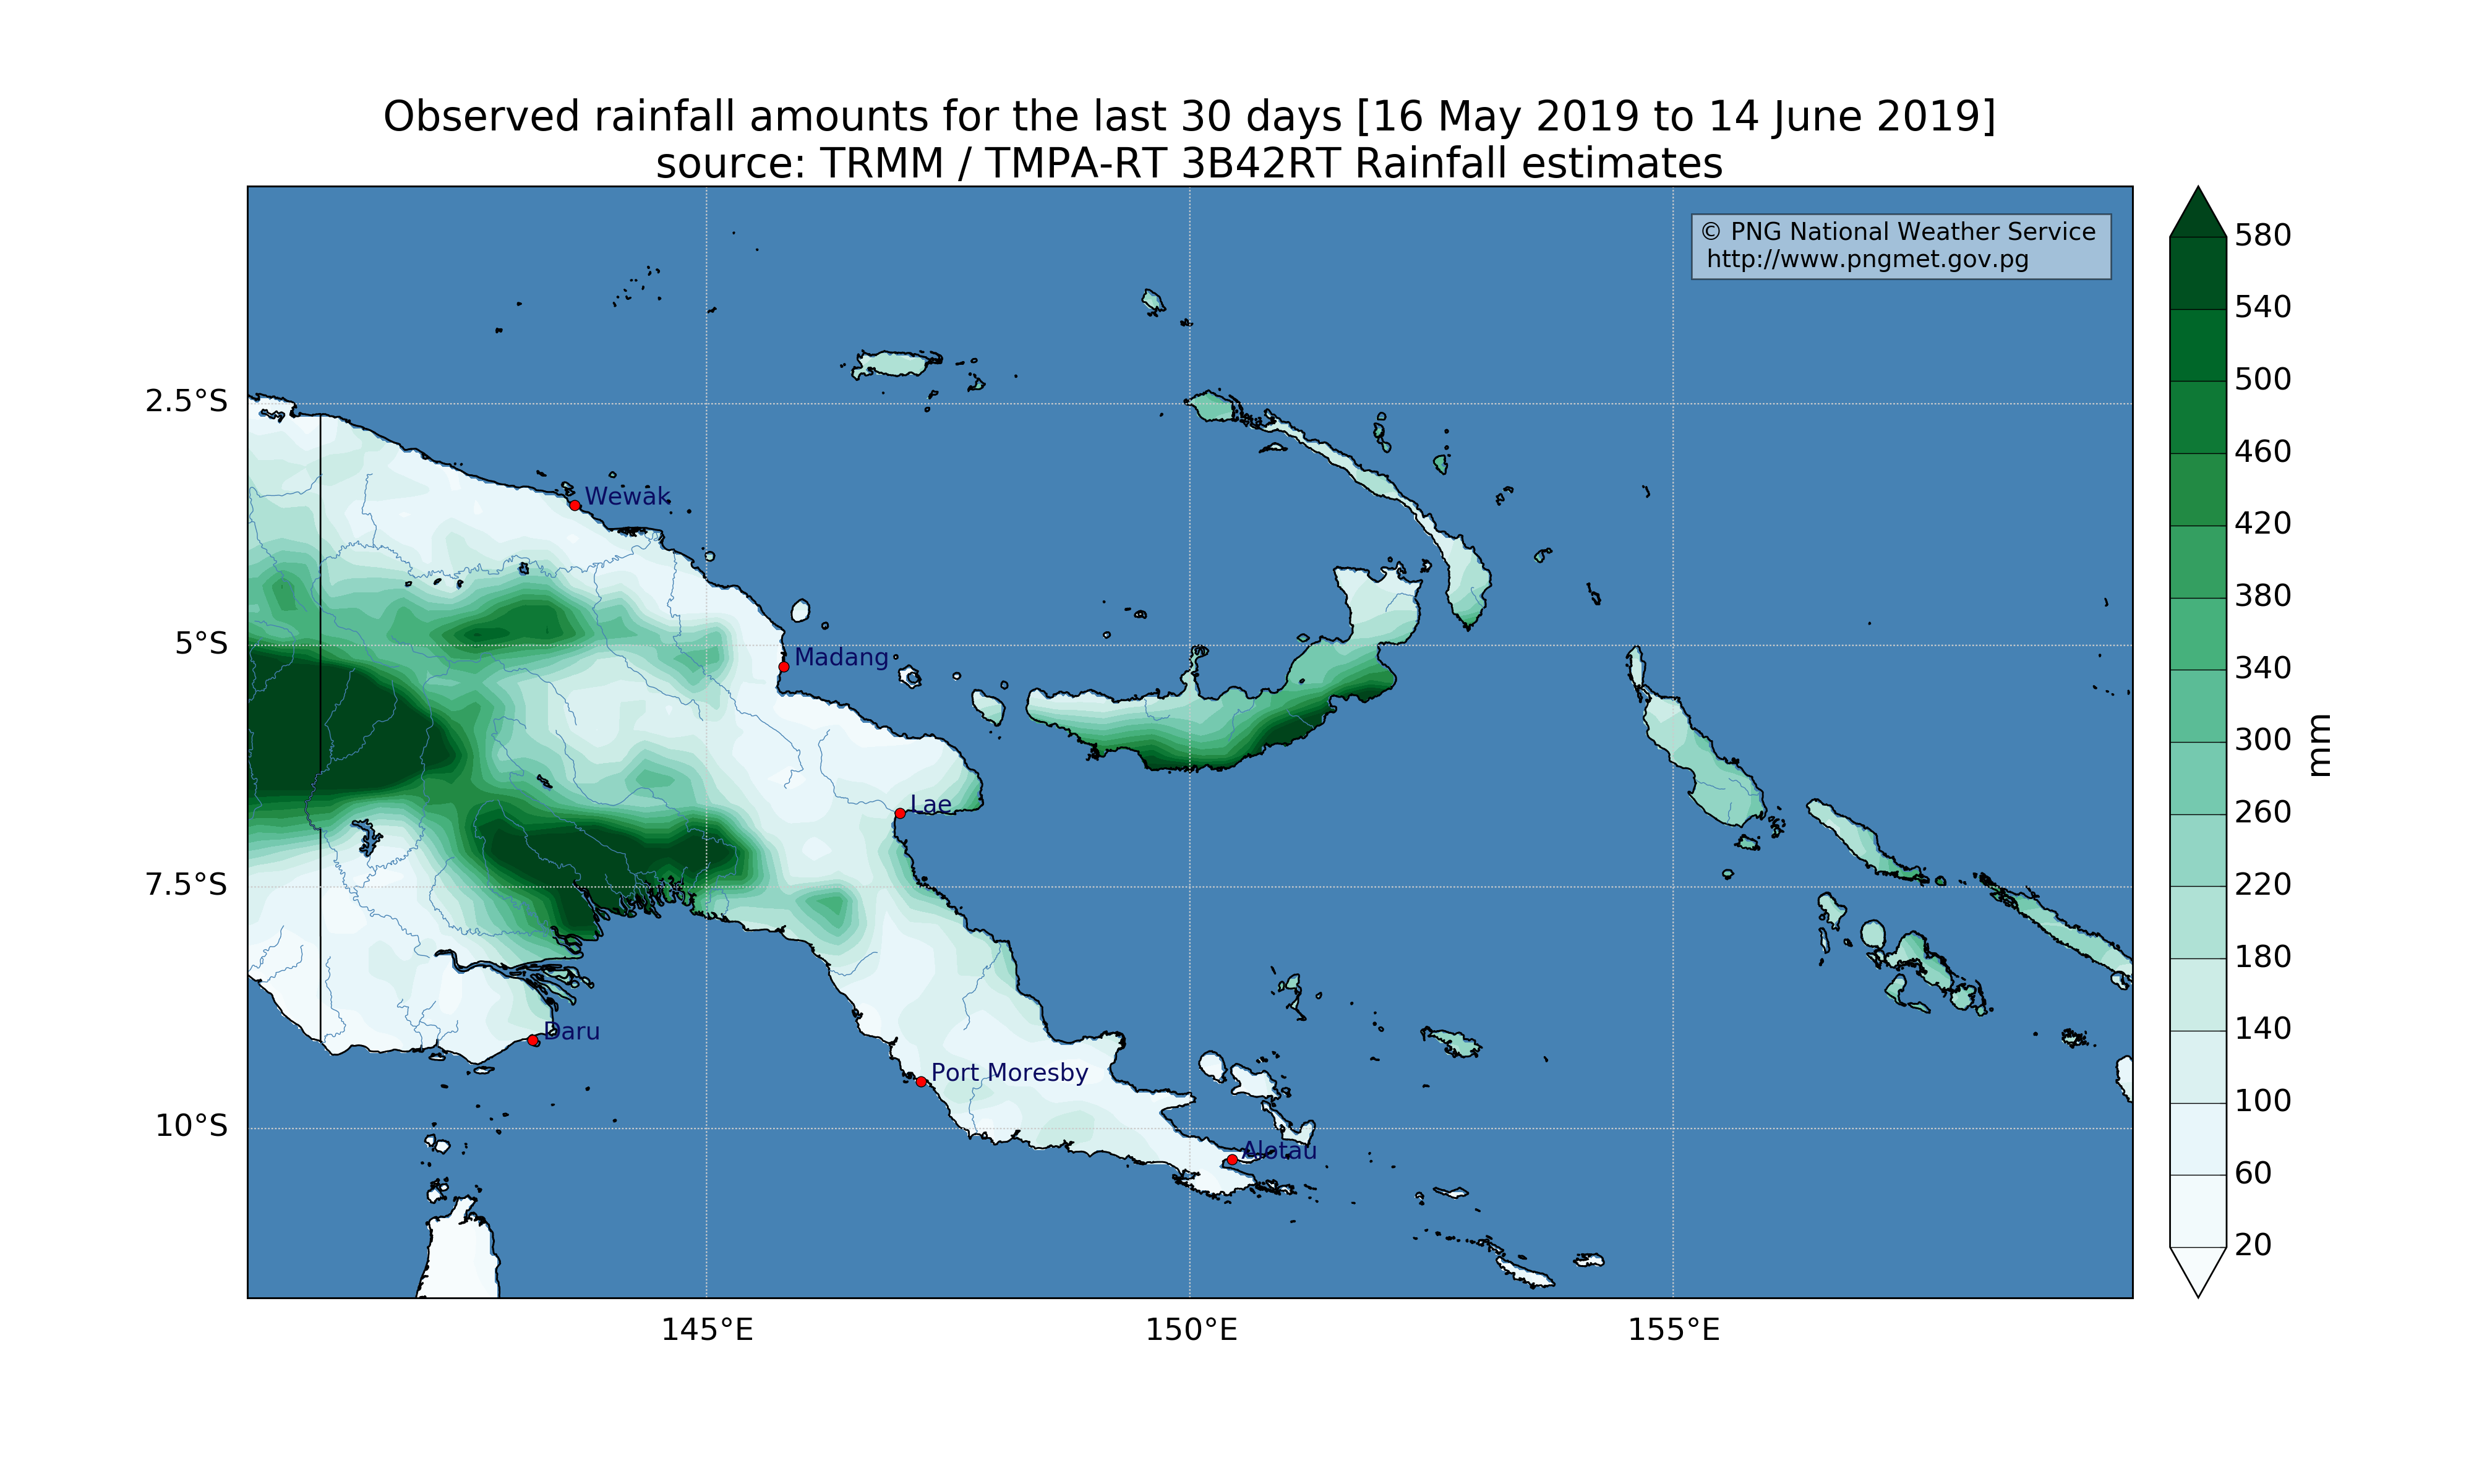 Observed rainfall amounts for the last 30 days [16 May 2019 to 14 June 2019]
source: TRMM / TMPA-RT 3B42RT Rainfall estimates
© PNG National Weather Service
http://www.pngmet.gov.pg
580
540
500
460
420
380
340
300
260
220
180
140
100
60
20
mm
2.5°S
5°S
7.5°S
10°S
Wewak
Madang
Lae
Daru
Port Moresby
Alotau
145°E
150°E
155°E